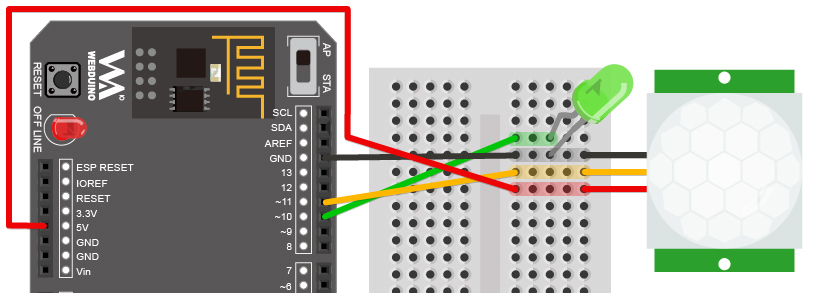 AP
STA
WEBDUINO
RESET
OFF LINE
SCL
SDA
AREF
GND
13
12
~11
~10
~9
8
7
~6
ESP RESET
IOREF
RESET
3.3V
5V
GND
GND
Vin